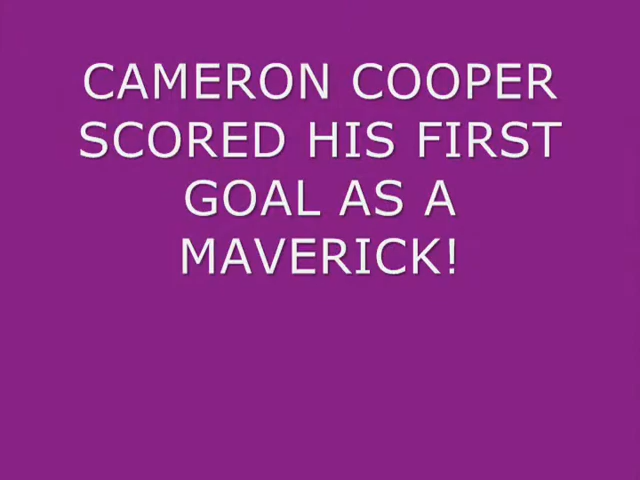 CAMERON COOPER
SCORED HIS FIRST
GOAL AS A
MAVERICK!